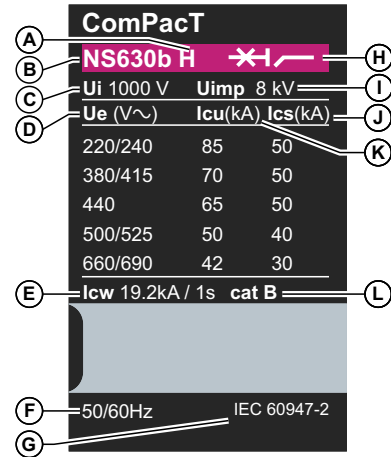 ComPacT
A
B NS630b H H
C Ui 1000 V Uimp 8 kV I
D Ue (V~) Icu(kA) Ics(kA) J
K
220/240 85 50
380/415 70 50
440 65 50
500/525 50 40
660/690 42 30
E Icw 19.2kA / 1s cat B L
F 50/60Hz IEC 60947-2
G